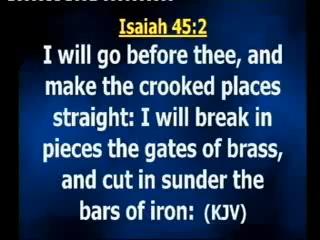 Isaiah 45:2
I will go before thee, and
make the crooked places
straight: I will break in
pieces the gates of brass,
and cut in sunder the
bars of iron: (KJV)